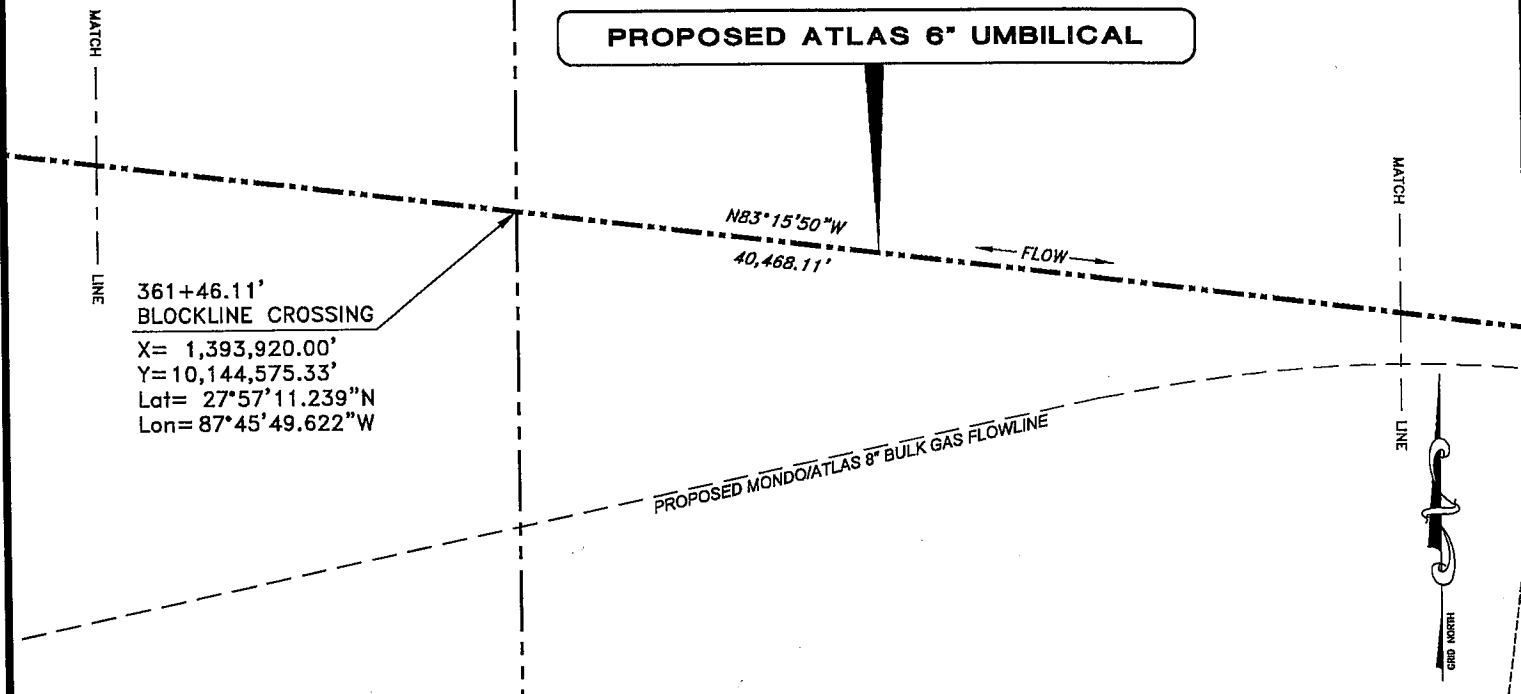 PROPOSED ATLAS 6" UMBILICAL
MATCH
LINE
N83°15'50"W
40,468.11'
FLOW
MATCH
LINE
361+46.11'
BLOCKLINE CROSSING
X= 1,393,920.00'
Y=10,144,575.33'
Lat= 27°57'11.239"N
Lon=87°45'49.622"W
PROPOSED MONDO/ATLAS 8" BULK GAS FLOWLINE
GRID NORTH